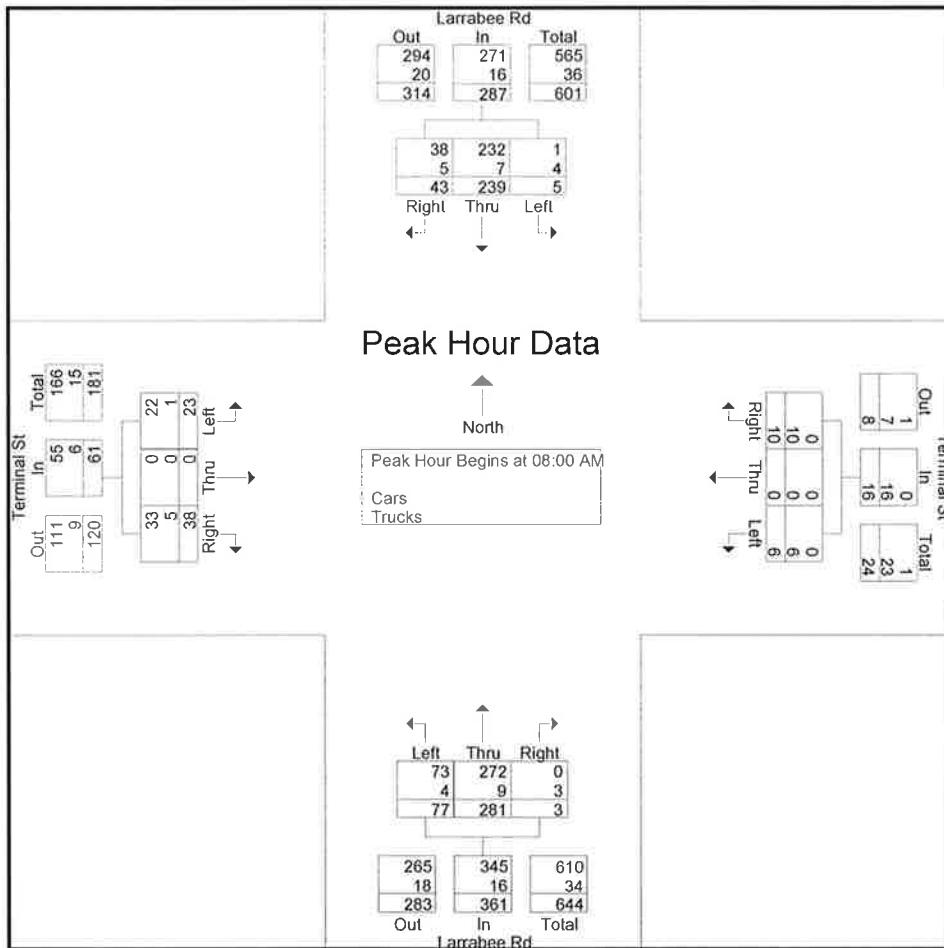 Larrabee Rd
Out In Total
294 271 565
20 16 36
314 287 601
38 232 1
5 7 4
43 239 5
Right Thru Left
Peak Hour Data
North
Peak Hour Begins at 08:00 AM
Cars
Trucks
Terminal St
Total In Out
166 55 111
15 6 9
181 61 120
22 0 33
1 0 5
23 0 38
Left Thru Right
Right Thru Left
0 0 0
10 0 6
10 0 6
Out In Total
1 0 1
7 16 23
8 16 24
Terminal St
Left Thru Right
73 272 0
4 9 3
77 281 3
265 345 610
18 16 34
283 361 644
Out In Total
Larrabee Rd